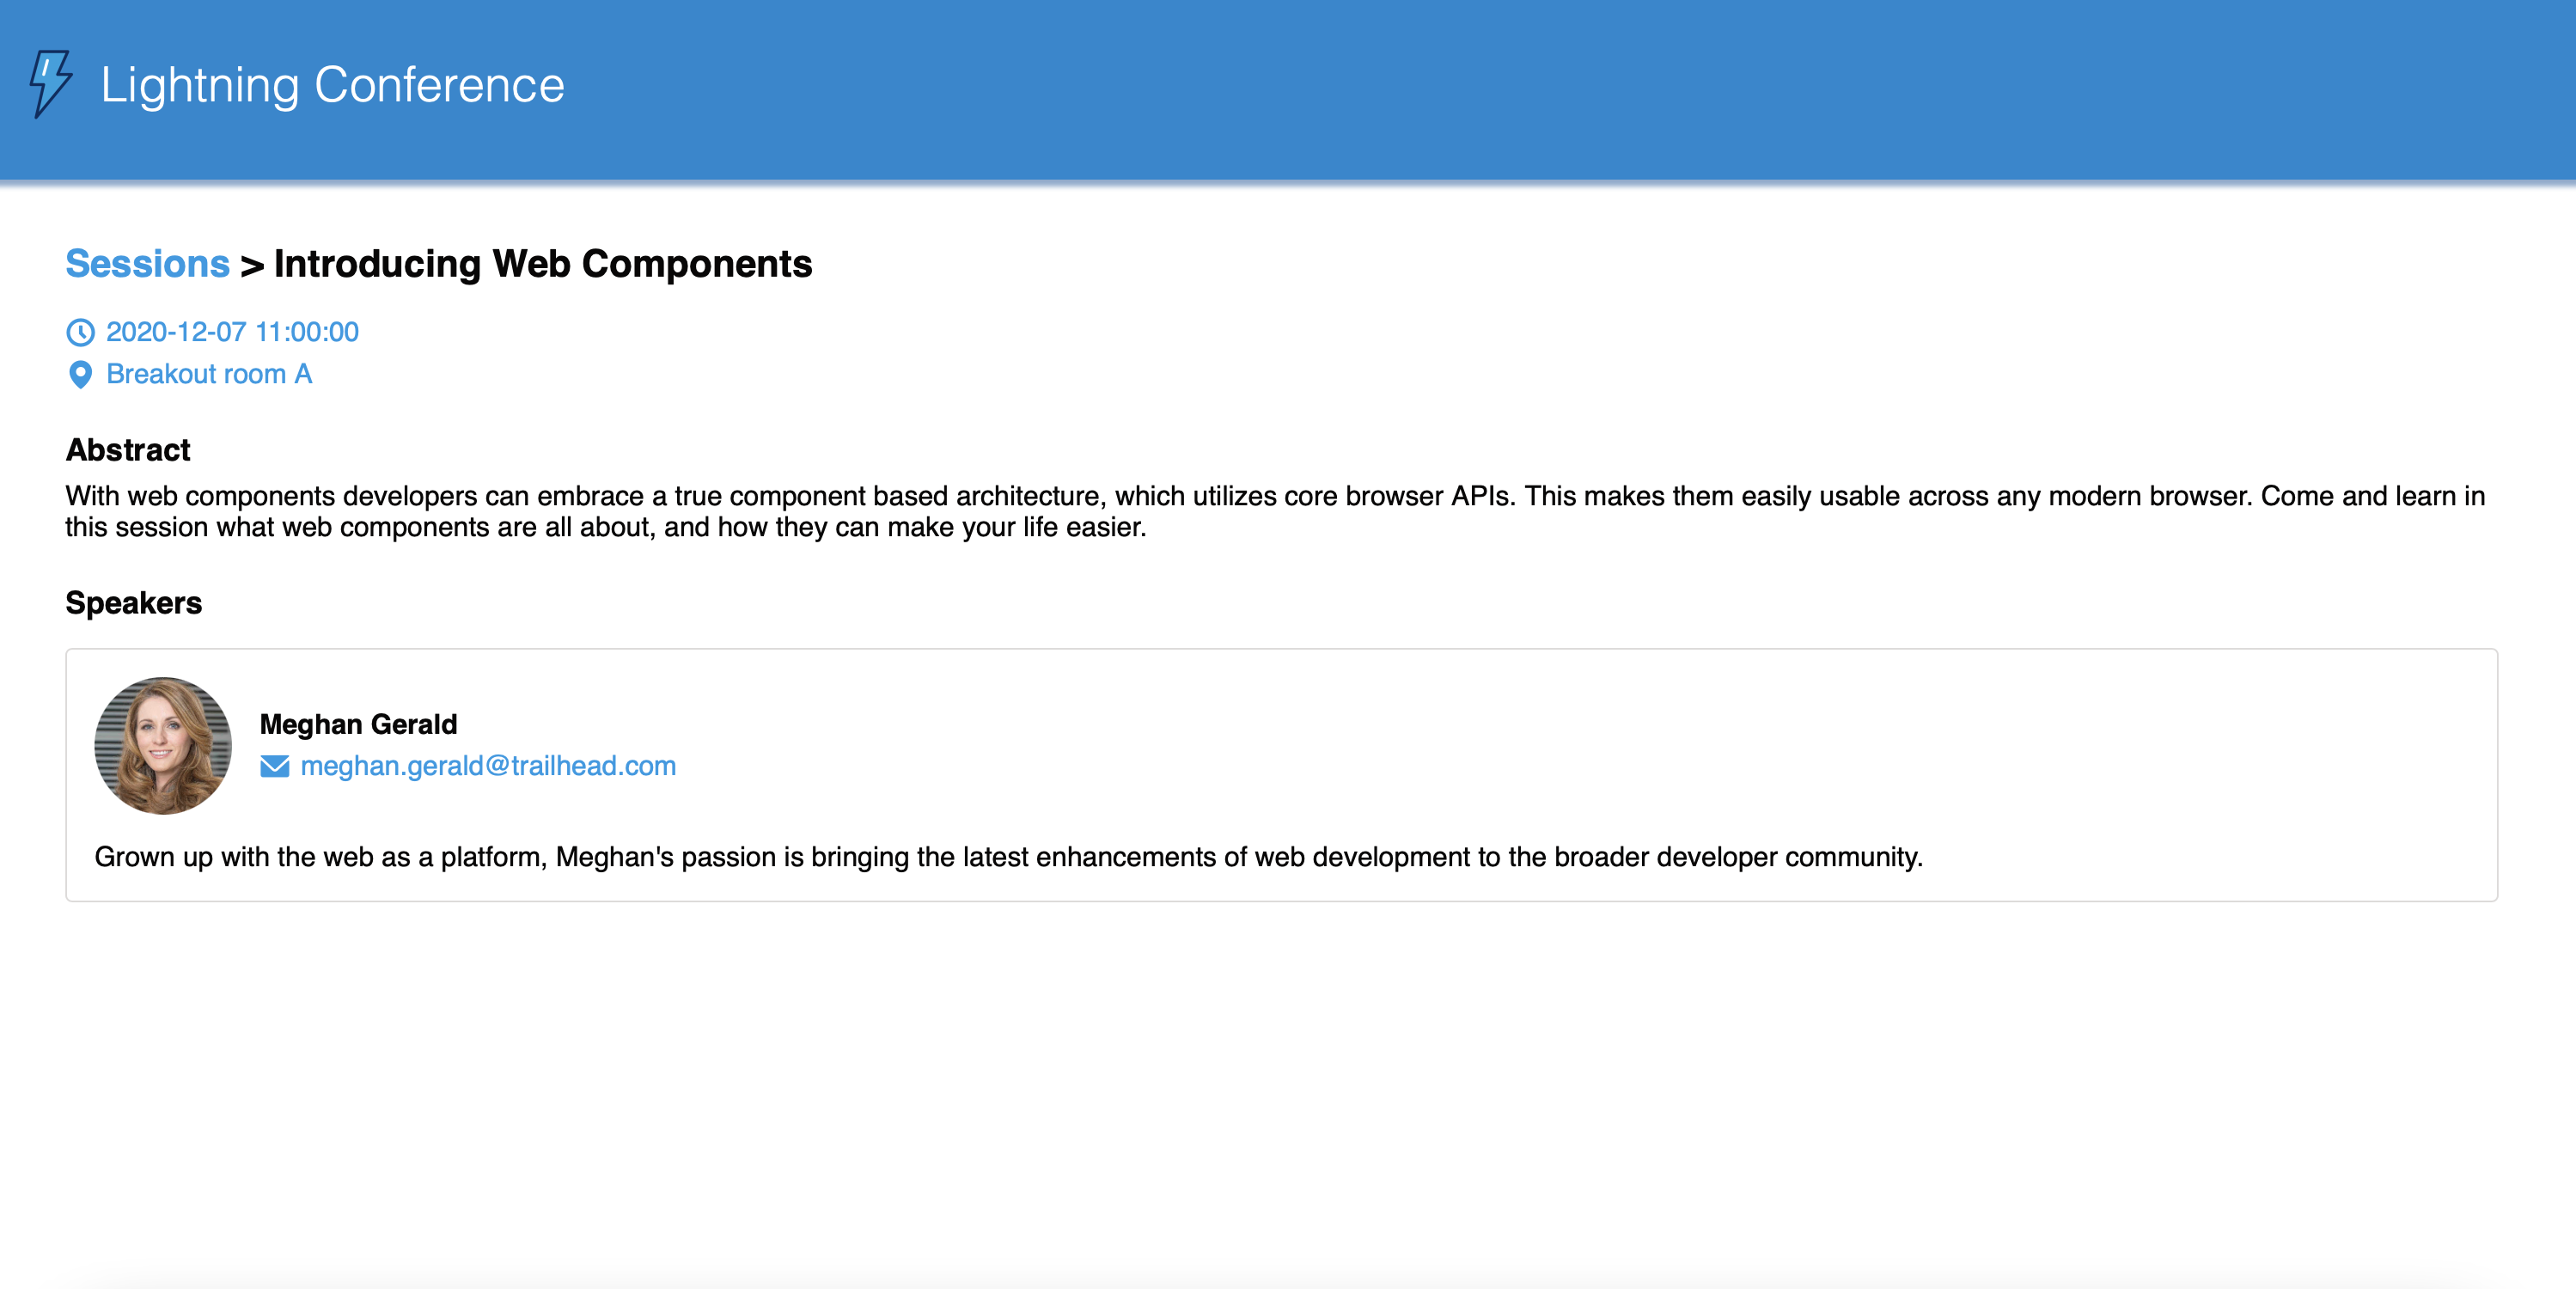 Lightning Conference
Sessions > Introducing Web Components
2020-12-07 11:00:00
Breakout room A
Abstract
With web components developers can embrace a true component based architecture, which utilizes core browser APIs. This makes them easily usable across any modern browser. Come and learn in
this session what web components are all about, and how they can make your life easier.
Speakers
Meghan Gerald
meghan.gerald@trailhead.com
Grown up with the web as a platform, Meghan's passion is bringing the latest enhancements of web development to the broader developer community.